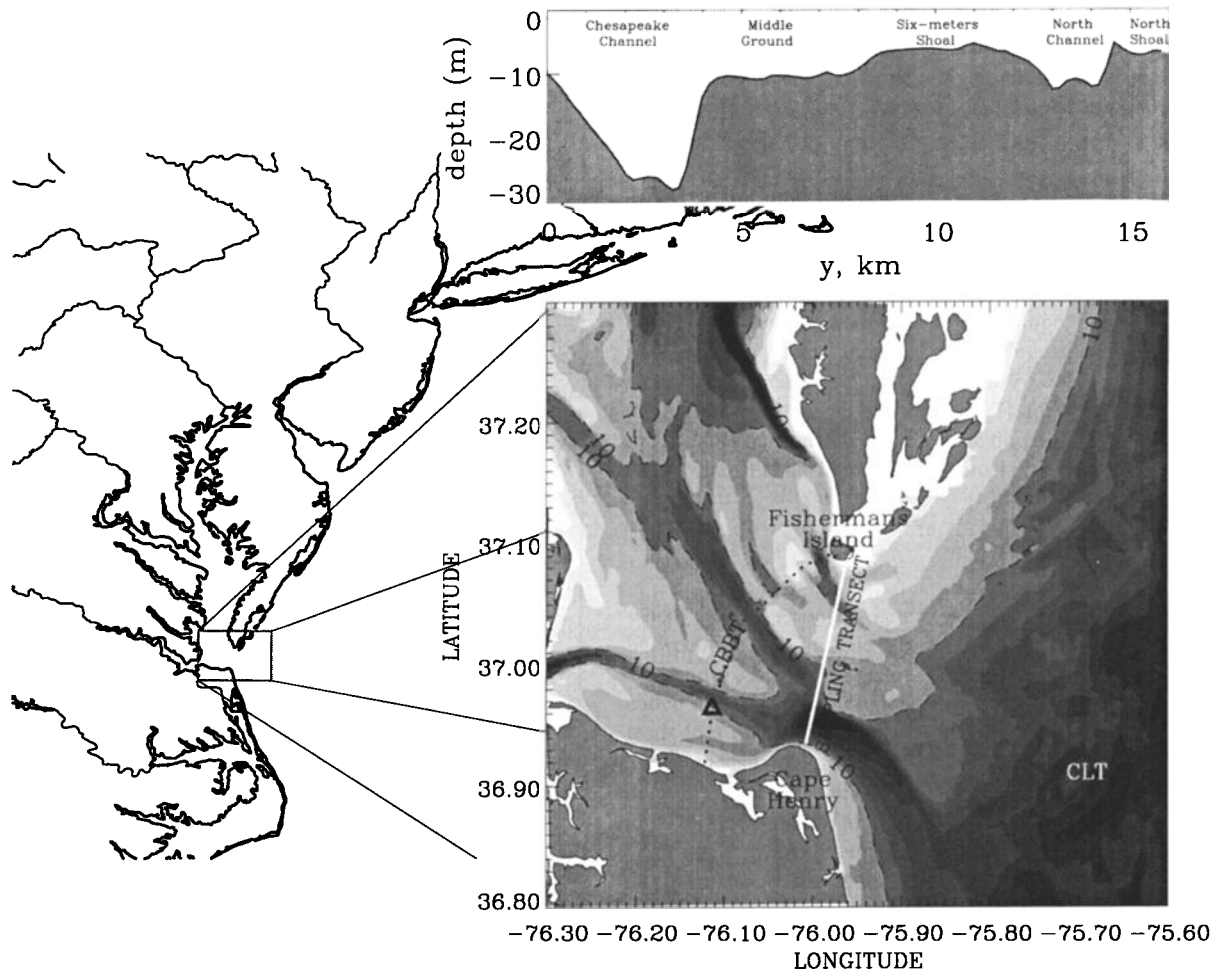 0
Chesapeake
Channel
Middle
Ground
Six-meters
Shoal
North
Channel
North
Shoal
depth (m)
-10
-20
-30
0
5
10
15
y, km
10
10
10
37.20
Fishermans
Island
37.10
LATITUDE
LING TRANSECT
CBBT
37.00
10
10
10
CLT
Cape
Henry
36.90
36.80
-76.30 -76.20 -76.10 -76.00 -75.90 -75.80 -75.70 -75.60
LONGITUDE